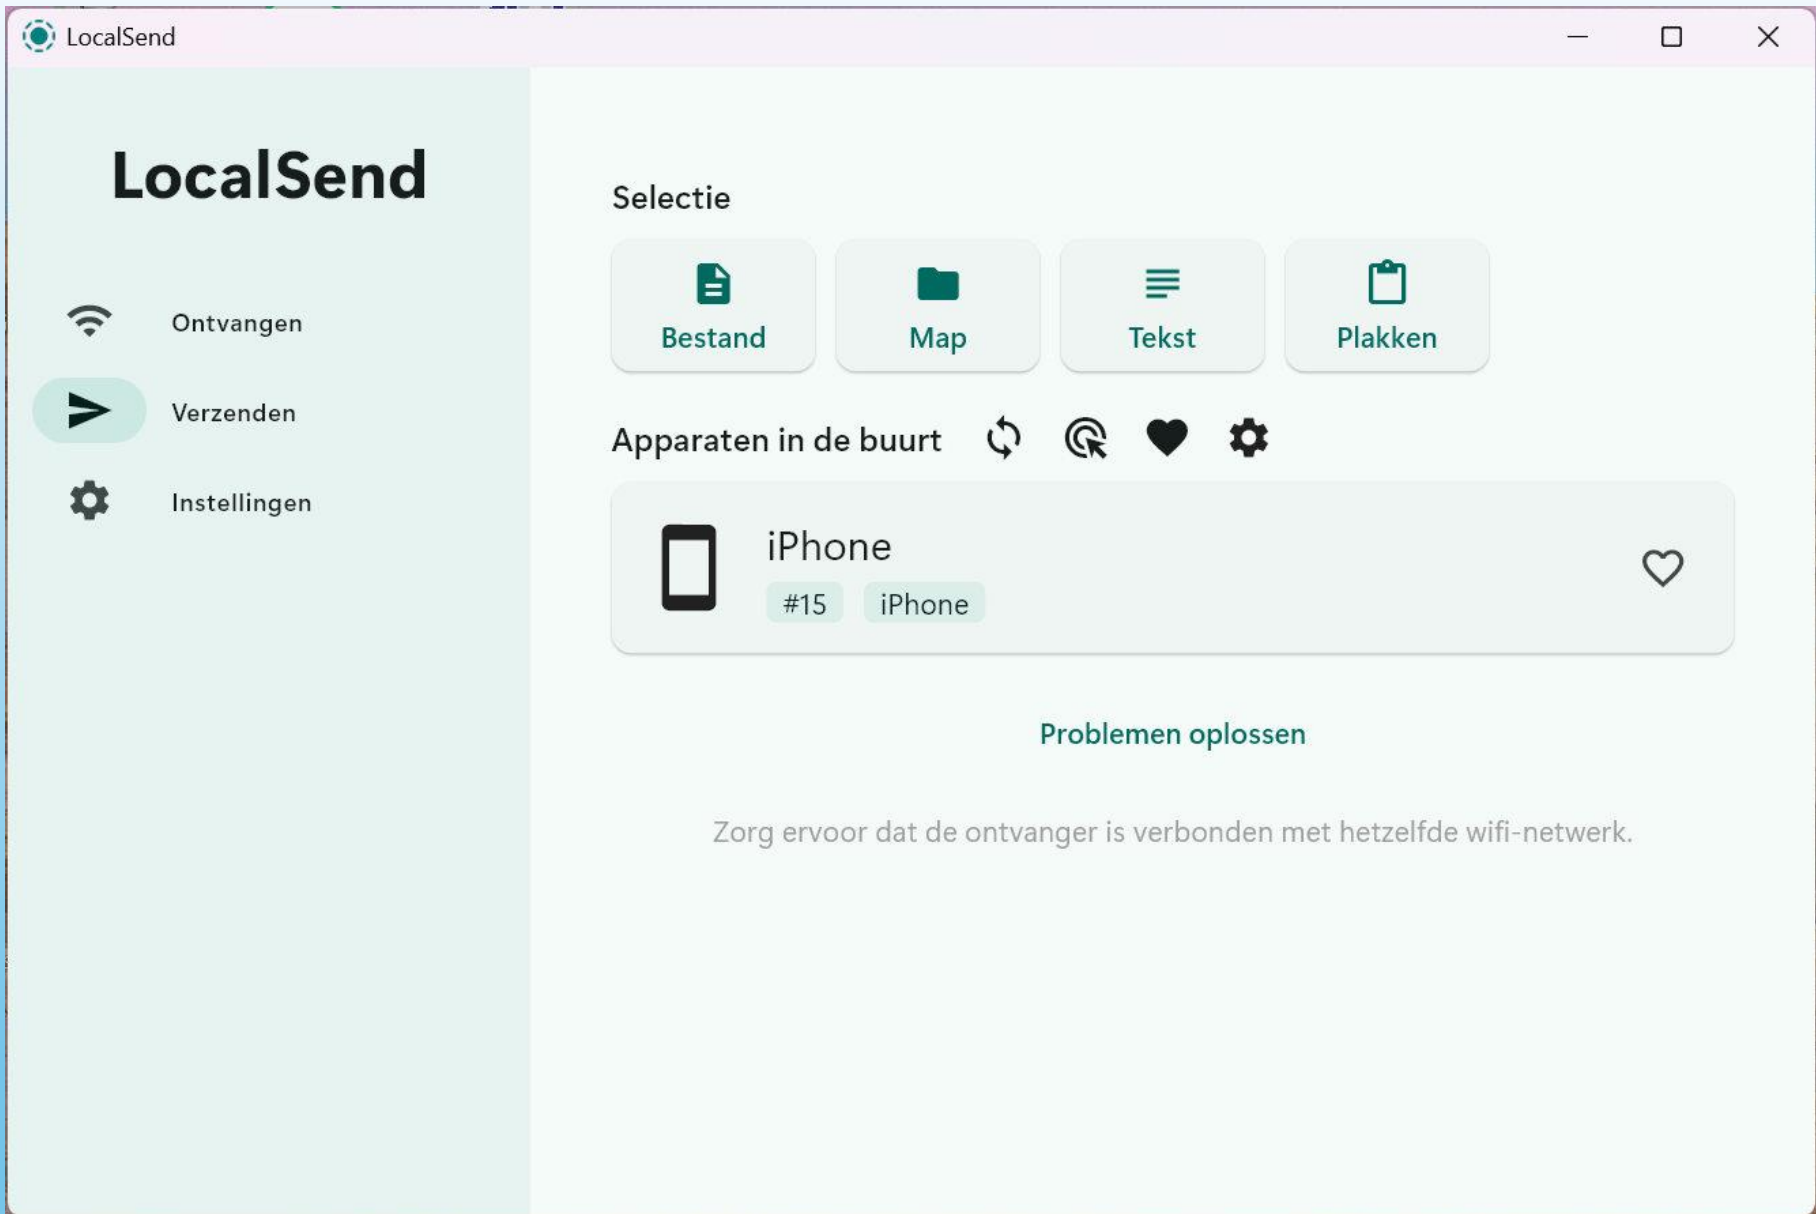 LocalSend
LocalSend
Ontvangen
Verzenden
Instellingen
Selectie
Bestand
Map
Tekst
Plakken
Apparaten in de buurt
iPhone
#15 iPhone
Problemen oplossen
Zorg ervoor dat de ontvanger is verbonden met hetzelfde wifi-netwerk.